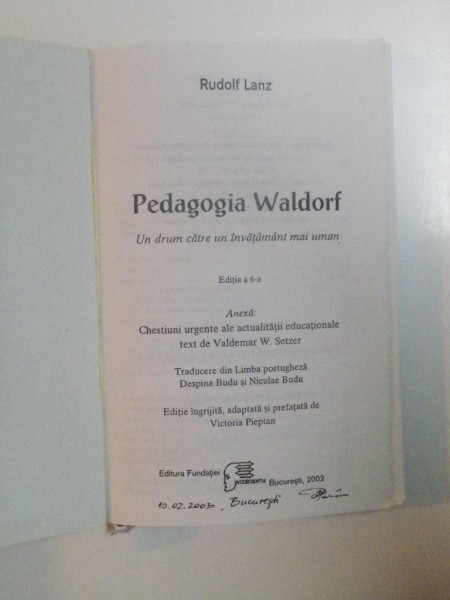 Rudolf Lanz
Pedagogia Waldorf
Un drum către un învățământ mai uman
Ediția a 6-a
Anexă:
Chestiuni urgente ale actualității educaționale
text de Valdemar W. Setzer
Traducere din Limba portugheză
Despina Budu și Niculae Budu
Ediție îngrijită, adaptată și prefațată de
Victoria Pieptan
Editura Fundației București, 2002
10.02.2003, București